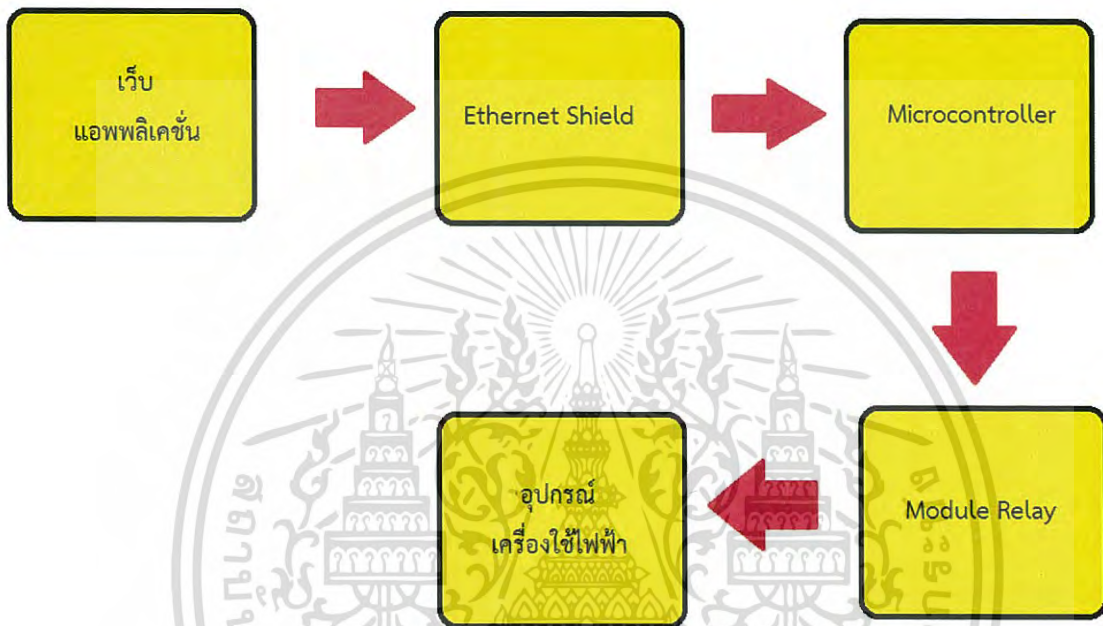 เว็บ
แอพพลิเคชั่น
Ethernet Shield
Microcontroller
Module Relay
อุปกรณ์
เครื่องใช้ไฟฟ้า